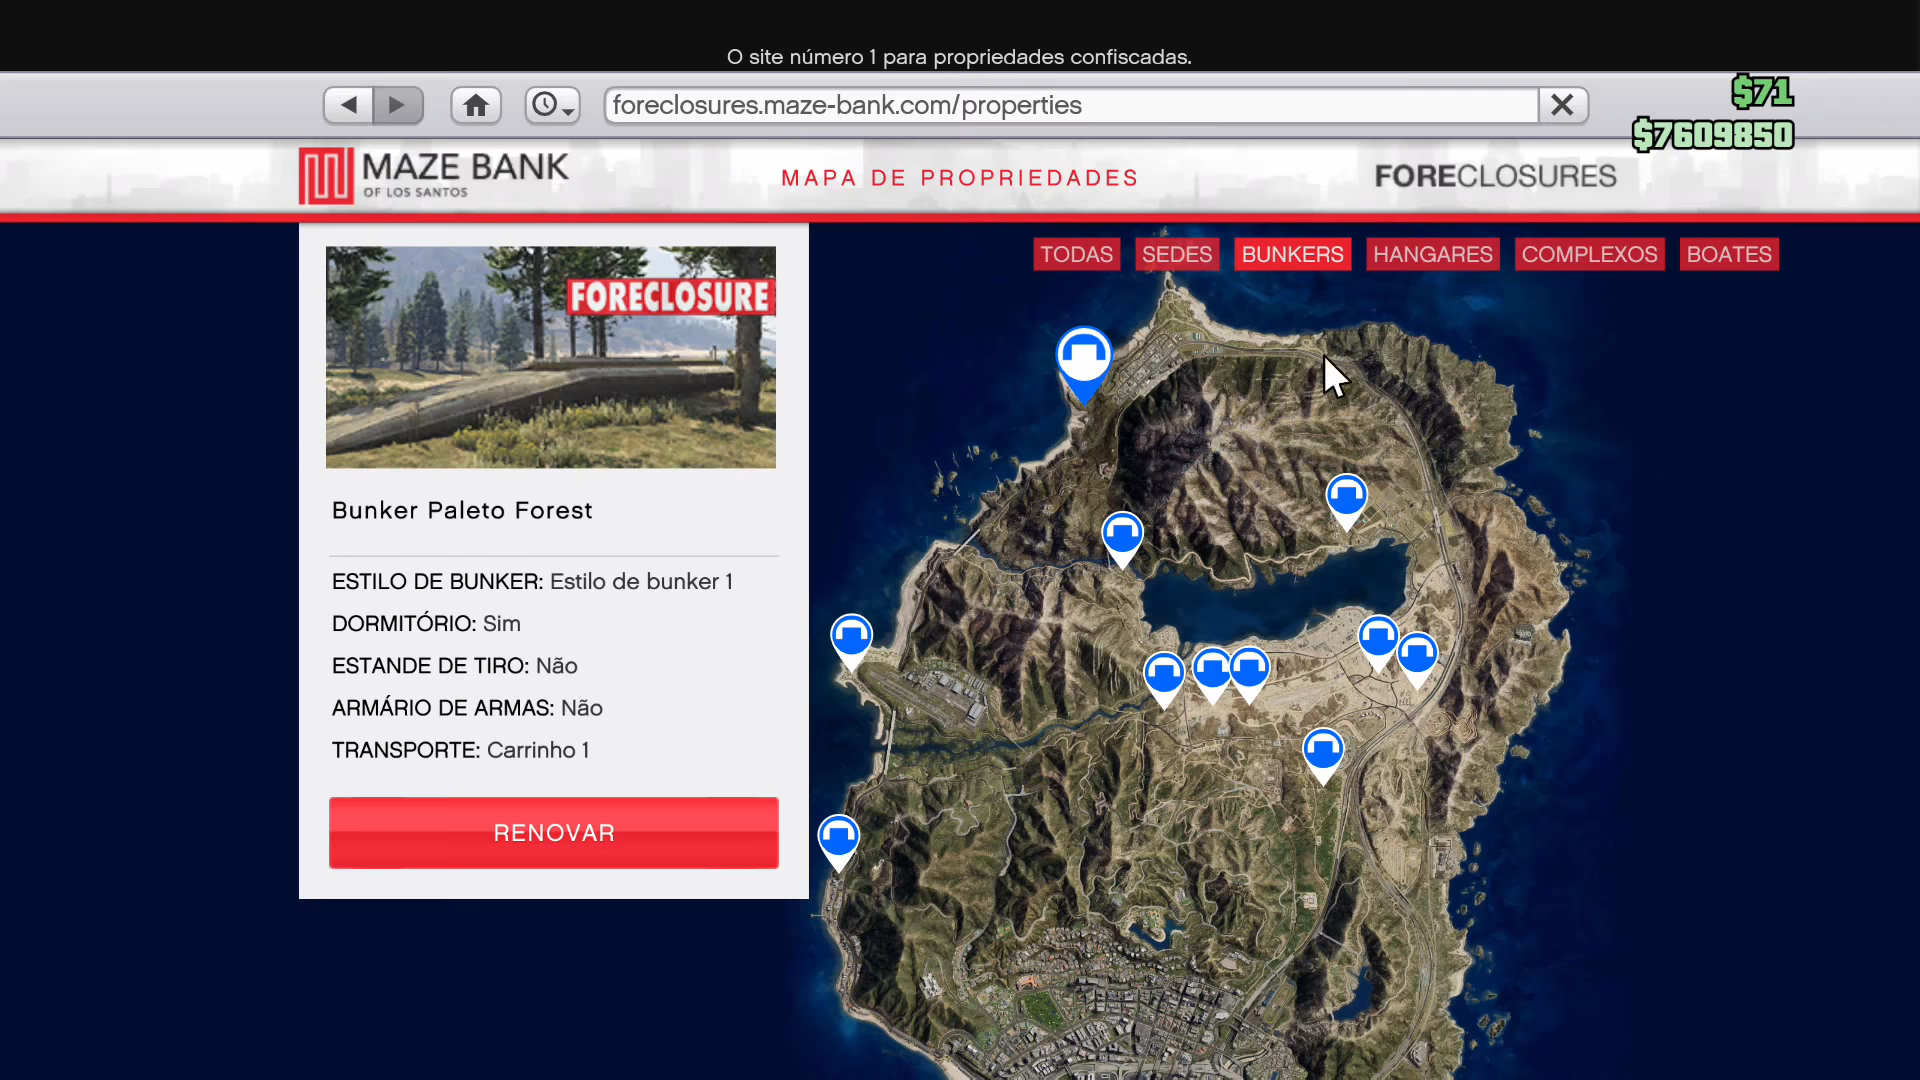 O site número 1 para propriedades confiscadas.
foreclosures.maze-bank.com/properties
$71
$7609850
MAZE BANK
OF LOS SANTOS
MAPA DE PROPRIEDADES
FORECLOSURES
TODAS
SEDES
BUNKERS
HANGARES
COMPLEXOS
BOATES
FORECLOSURE
Bunker Paleto Forest
ESTILO DE BUNKER: Estilo de bunker 1
DORMITÓRIO: Sim
ESTANDE DE TIRO: Não
ARMÁRIO DE ARMAS: Não
TRANSPORTE: Carrinho 1
RENOVAR